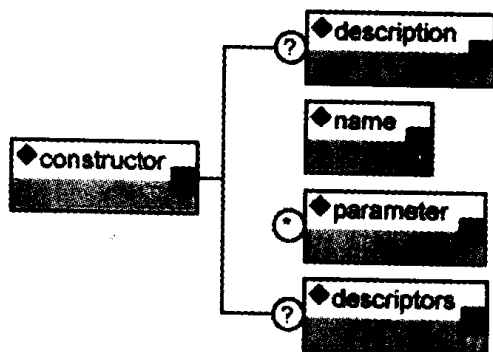 ? description
name
constructor
* parameter
? descriptors